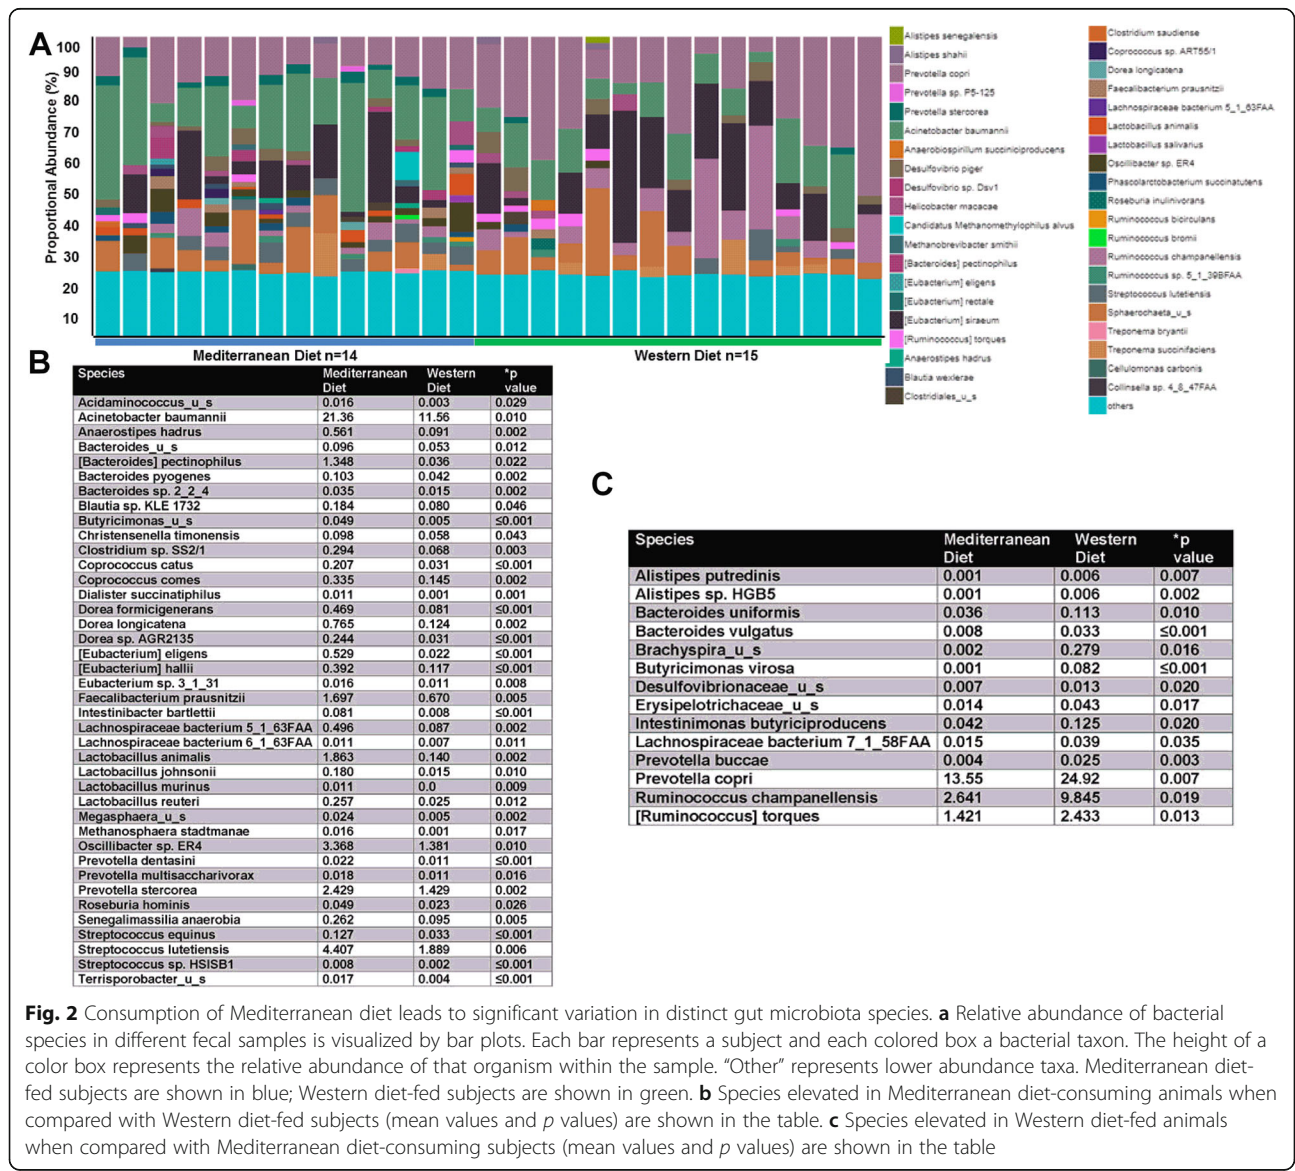 A
Proportional Abundance (%)
100
90
80
70
60
50
40
30
20
10
Mediterranean Diet n=14
Western Diet n=15
Alistipes senegalensis
Alistipes shahii
Prevotella copri
Prevotella sp. P5-125
Prevotella stercorea
Acinetobacter baumannii
Anaerobiospirillum succiniciproducens
Desulfovibrio piger
Desulfovibrio sp. Dsv1
Helicobacter macacae
Candidatus Methanomethylophilus alvus
Methanobrevibacter smithii
[Bacteroides] pectinophilus
[Eubacterium] eligens
[Eubacterium] rectale
[Eubacterium] siraeum
[Ruminococcus] torques
Anaerostipes hadrus
Blautia wexlerae
Clostridiales_u_s
Clostridium saudiense
Coprococcus sp. ART55/1
Dorea longicatena
Faecalibacterium prausnitzii
Lachnospiraceae bacterium 5_1_63FAA
Lactobacillus animalis
Lactobacillus salivarius
Oscillibacter sp. ER4
Phascolarctobacterium succinatutens
Roseburia inulinivorans
Ruminococcus bicirculans
Ruminococcus bromii
Ruminococcus champanellensis
Ruminococcus sp. 5_1_39BFAA
Streptococcus lutetiensis
Sphaerochaeta_u_s
Treponema bryantii
Treponema succinifaciens
Cellulomonas carbonis
Collinsella sp. 4_8_47FAA
others
B
Species Mediterranean Diet Western Diet *p value
Acidaminococcus_u_s 0.016 0.003 0.029
Acinetobacter baumannii 21.36 11.56 0.010
Anaerostipes hadrus 0.561 0.091 0.002
Bacteroides_u_s 0.096 0.053 0.012
[Bacteroides] pectinophilus 1.348 0.036 0.022
Bacteroides pyogenes 0.103 0.042 0.002
Bacteroides sp. 2_2_4 0.035 0.015 0.002
Blautia sp. KLE 1732 0.184 0.080 0.046
Butyricimonas_u_s 0.049 0.005 ≤0.001
Christensenella timonensis 0.098 0.058 0.043
Clostridium sp. SS2/1 0.294 0.068 0.003
Coprococcus catus 0.207 0.031 ≤0.001
Coprococcus comes 0.335 0.145 0.002
Dialister succinatiphilus 0.011 0.001 0.001
Dorea formicigenerans 0.469 0.081 ≤0.001
Dorea longicatena 0.765 0.124 0.002
Dorea sp. AGR2135 0.244 0.031 ≤0.001
[Eubacterium] eligens 0.529 0.022 ≤0.001
[Eubacterium] hallii 0.392 0.117 ≤0.001
Eubacterium sp. 3_1_31 0.016 0.011 0.008
Faecalibacterium prausnitzii 1.697 0.670 0.005
Intestinibacter bartlettii 0.081 0.008 ≤0.001
Lachnospiraceae bacterium 5_1_63FAA 0.496 0.087 0.002
Lachnospiraceae bacterium 6_1_63FAA 0.011 0.007 0.011
Lactobacillus animalis 1.863 0.140 0.002
Lactobacillus johnsonii 0.180 0.015 0.010
Lactobacillus murinus 0.011 0.0 0.009
Lactobacillus reuteri 0.257 0.025 0.012
Megasphaera_u_s 0.024 0.005 0.002
Methanosphaera stadtmanae 0.016 0.001 0.017
Oscillibacter sp. ER4 3.368 1.381 0.010
Prevotella dentasini 0.022 0.011 ≤0.001
Prevotella multisaccharivorax 0.018 0.011 0.016
Prevotella stercorea 2.429 1.429 0.002
Roseburia hominis 0.049 0.023 0.026
Senegalimassilia anaerobia 0.262 0.095 0.005
Streptococcus equinus 0.127 0.033 ≤0.001
Streptococcus lutetiensis 4.407 1.889 0.006
Streptococcus sp. HSISB1 0.008 0.002 ≤0.001
Terrisporobacter_u_s 0.017 0.004 ≤0.001
C
Species Mediterranean Diet Western Diet *p value
Alistipes putredinis 0.001 0.006 0.007
Alistipes sp. HGB5 0.001 0.006 0.002
Bacteroides uniformis 0.036 0.113 0.010
Bacteroides vulgatus 0.008 0.033 ≤0.001
Brachyspira_u_s 0.002 0.279 0.016
Butyricimonas virosa 0.001 0.082 ≤0.001
Desulfovibrionaceae_u_s 0.007 0.013 0.020
Erysipelotrichaceae_u_s 0.014 0.043 0.017
Intestinimonas butyriciproducens 0.042 0.125 0.020
Lachnospiraceae bacterium 7_1_58FAA 0.015 0.039 0.035
Prevotella buccae 0.004 0.025 0.003
Prevotella copri 13.55 24.92 0.007
Ruminococcus champanellensis 2.641 9.845 0.019
[Ruminococcus] torques 1.421 2.433 0.013
Fig. 2 Consumption of Mediterranean diet leads to significant variation in distinct gut microbiota species. a Relative abundance of bacterial
species in different fecal samples is visualized by bar plots. Each bar represents a subject and each colored box a bacterial taxon. The height of a
color box represents the relative abundance of that organism within the sample. “Other” represents lower abundance taxa. Mediterranean diet-
fed subjects are shown in blue; Western diet-fed subjects are shown in green. b Species elevated in Mediterranean diet-consuming animals when
compared with Western diet-fed subjects (mean values and p values) are shown in the table. c Species elevated in Western diet-fed animals
when compared with Mediterranean diet-consuming subjects (mean values and p values) are shown in the table